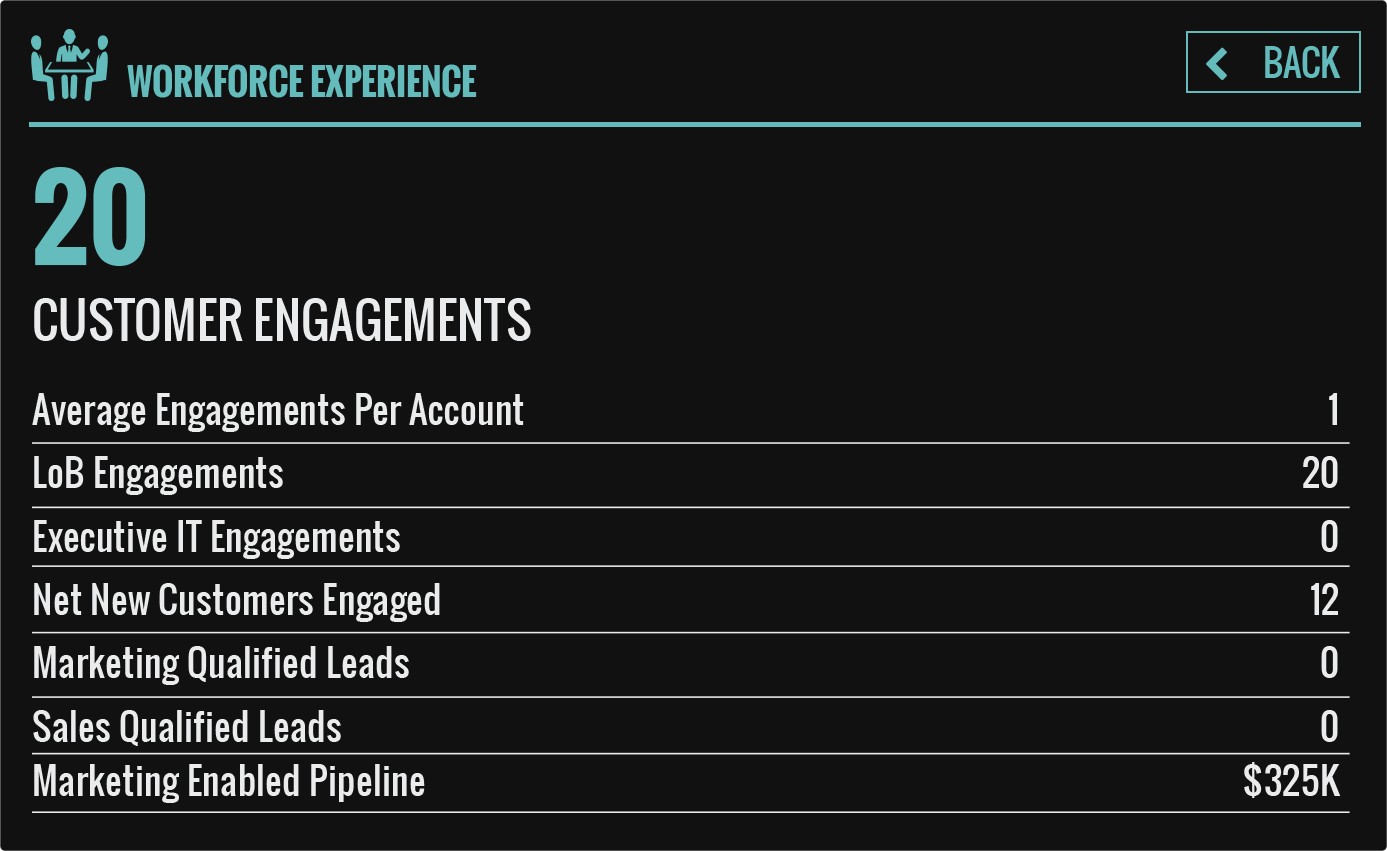 WORKFORCE EXPERIENCE
BACK
20
CUSTOMER ENGAGEMENTS
Average Engagements Per Account 1
LoB Engagements 20
Executive IT Engagements 0
Net New Customers Engaged 12
Marketing Qualified Leads 0
Sales Qualified Leads 0
Marketing Enabled Pipeline $325K